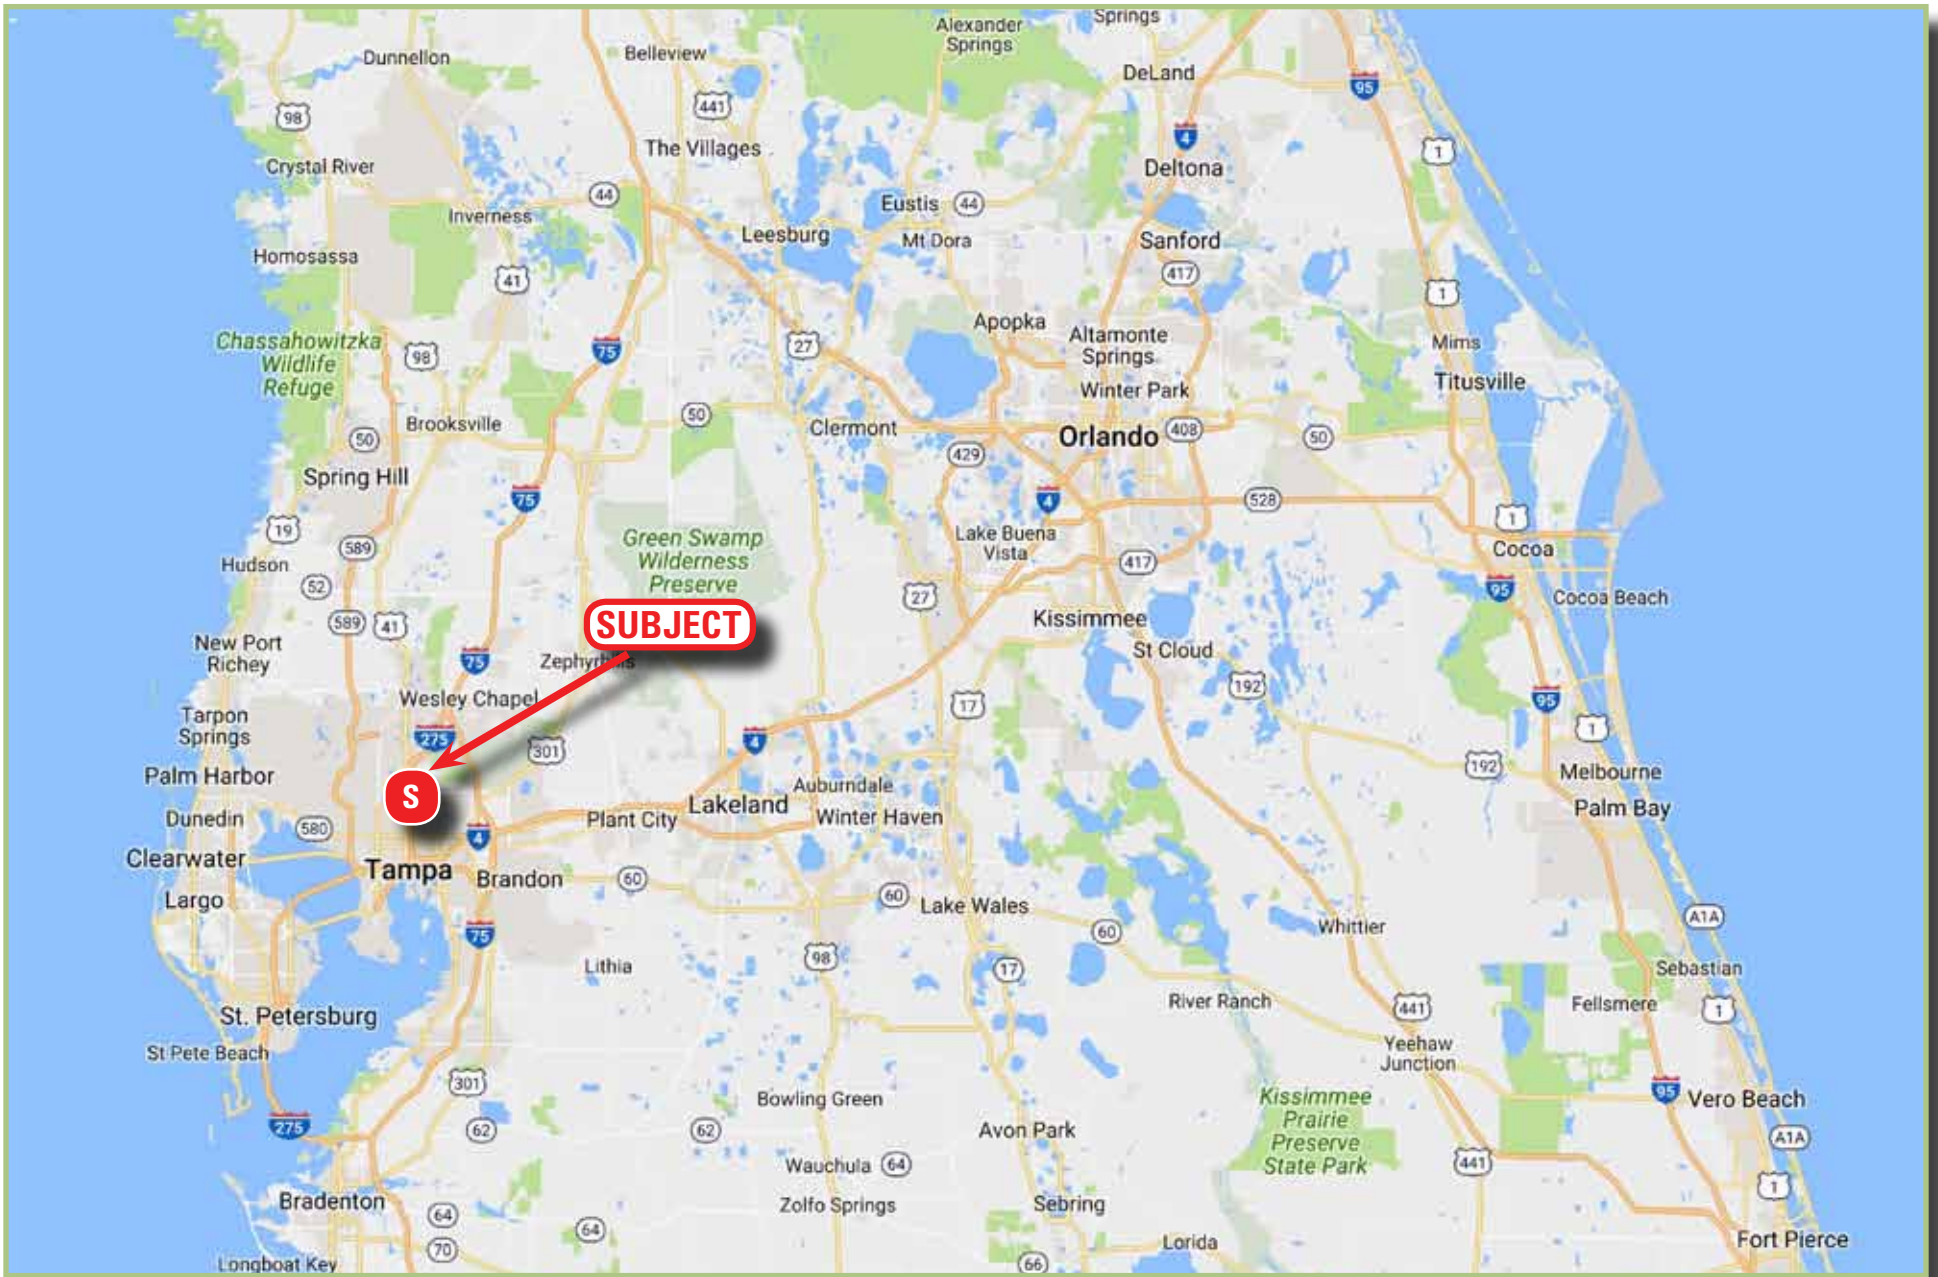 Alexander
Springs
Springs
Dunnellon
Belleview
DeLand
95
441
98
4
1
The Villages
Crystal River
Deltona
44
Eustis
44
Inverness
Leesburg
Mt Dora
Sanford
Homosassa
417
41
1
Apopka
Altamonte
Springs
Chassahowitzka
Wildlife
Refuge
98
75
27
Mims
Titusville
Winter Park
50
Brooksville
Clermont
Orlando
408
50
50
429
Spring Hill
75
4
528
19
589
Green Swamp
Wilderness
Preserve
Lake Buena
Vista
1
Cocoa
Hudson
52
417
27
95
Cocoa Beach
589
41
SUBJECT
Kissimmee
New Port
Richey
75
Zephyrhills
St Cloud
192
Wesley Chapel
17
95
Tarpon
Springs
275
301
4
1
192
Palm Harbor
S
Auburndale
Melbourne
Lakeland
Palm Bay
Dunedin
580
4
Plant City
Winter Haven
Clearwater
Tampa
Brandon
60
60
Largo
Lake Wales
A1A
75
60
Whittier
98
Lithia
17
Sebastian
River Ranch
441
Fellsmere
1
St. Petersburg
St Pete Beach
Yeehaw
Junction
301
Bowling Green
Kissimmee
Prairie
Preserve
State Park
95
Vero Beach
275
62
62
Avon Park
A1A
Wauchula
64
441
1
Bradenton
64
Zolfo Springs
Sebring
64
70
Lorida
Fort Pierce
Longboat Key
66